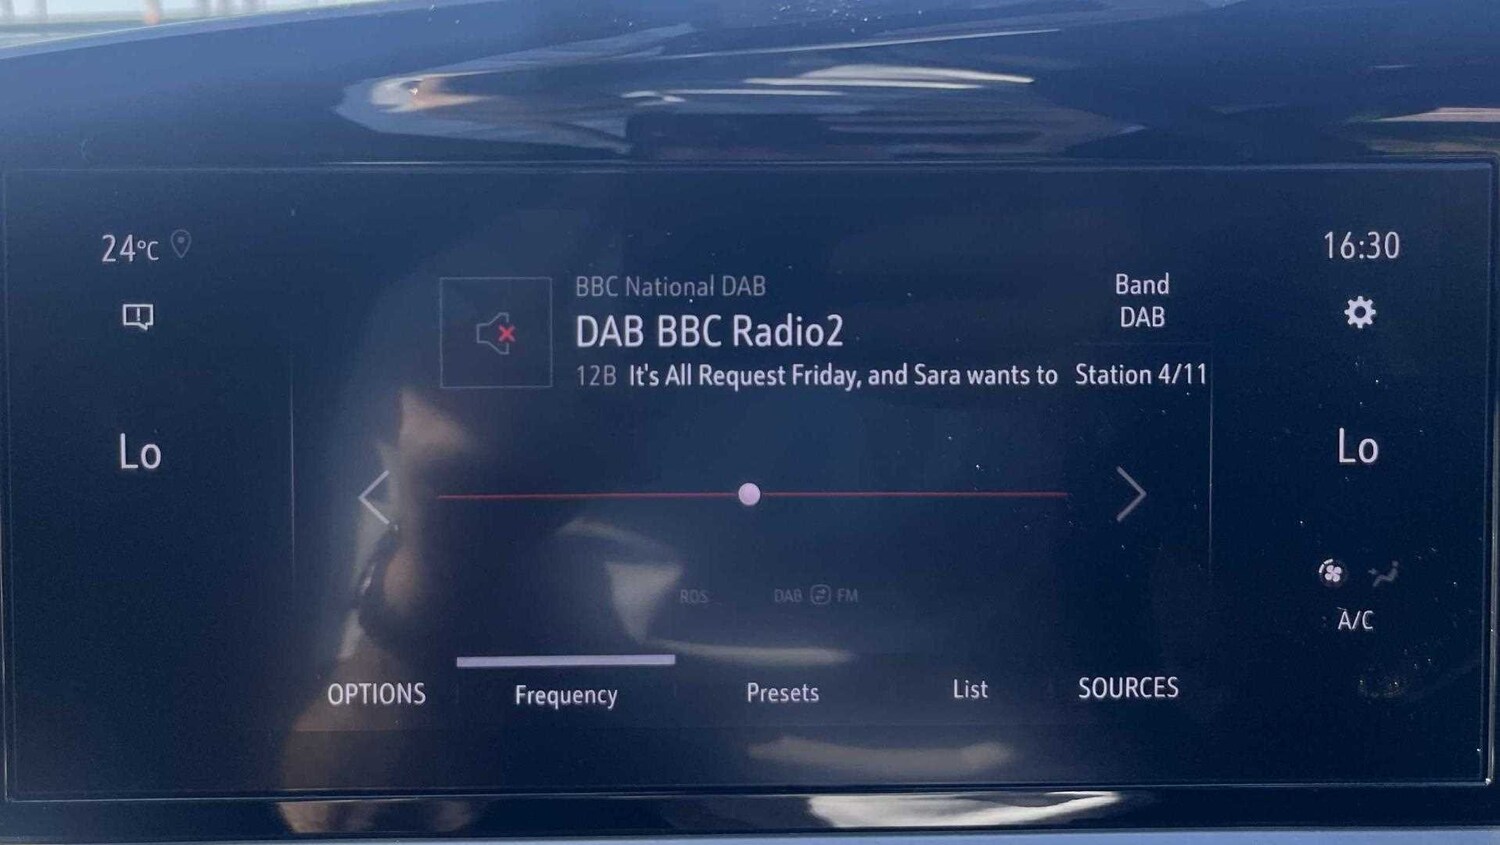 24°C
16:30
BBC National DAB
Band
DAB
DAB BBC Radio2
12B It's All Request Friday, and Sara wants to
Station 4/11
Lo
Lo
RDS
DAB FM
A/C
OPTIONS
Frequency
Presets
List
SOURCES